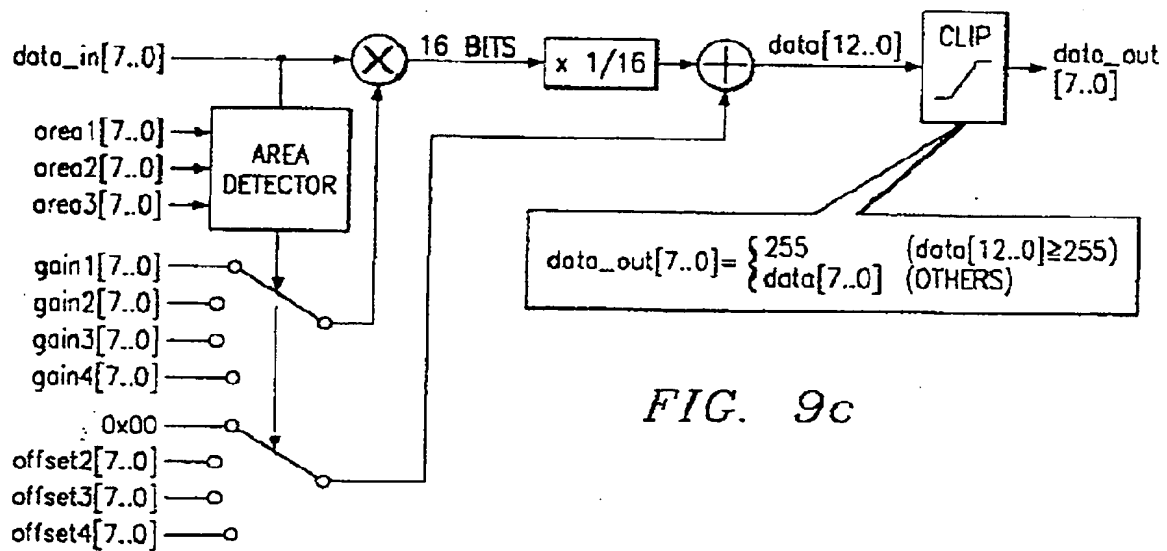 data_in[7..0]
16 BITS
x 1/16
data[12..0]
CLIP
data_out
[7..0]
area1[7..0]
area2[7..0]
area3[7..0]
AREA
DETECTOR
data_out[7..0]= { 255 (data[12..0]≧255)
data[7..0] (OTHERS)
gain1[7..0]
gain2[7..0]
gain3[7..0]
gain4[7..0]
0x00
offset2[7..0]
offset3[7..0]
offset4[7..0]
FIG. 9c